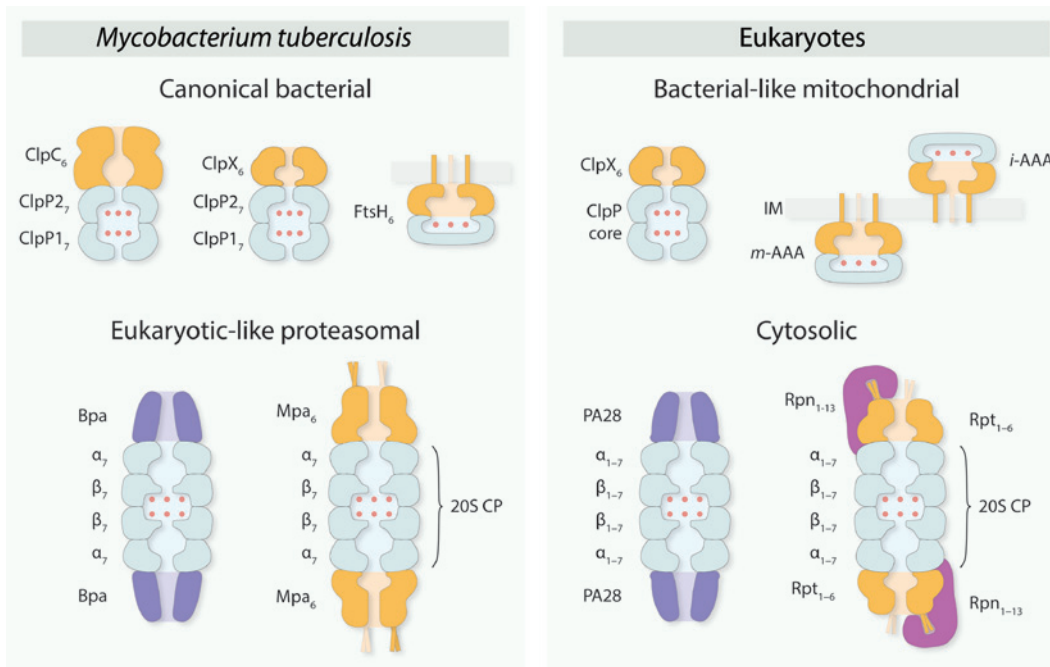 Mycobacterium tuberculosis
Canonical bacterial
ClpC₆
ClpP2₇
ClpP1₇
ClpX₆
ClpP2₇
ClpP1₇
FtsH₆
Eukaryotic-like proteasomal
Bpa
α₇
β₇
β₇
α₇
Bpa
Mpa₆
α₇
β₇
β₇
α₇
Mpa₆
20S CP
Eukaryotes
Bacterial-like mitochondrial
ClpX₆
ClpP
core
i-AAA
IM
m-AAA
Cytosolic
PA28
α₁₋₇
β₁₋₇
β₁₋₇
α₁₋₇
PA28
Rpn₁₋₁₃
Rpt₁₋₆
α₁₋₇
β₁₋₇
β₁₋₇
α₁₋₇
20S CP
Rpt₁₋₆
Rpn₁₋₁₃